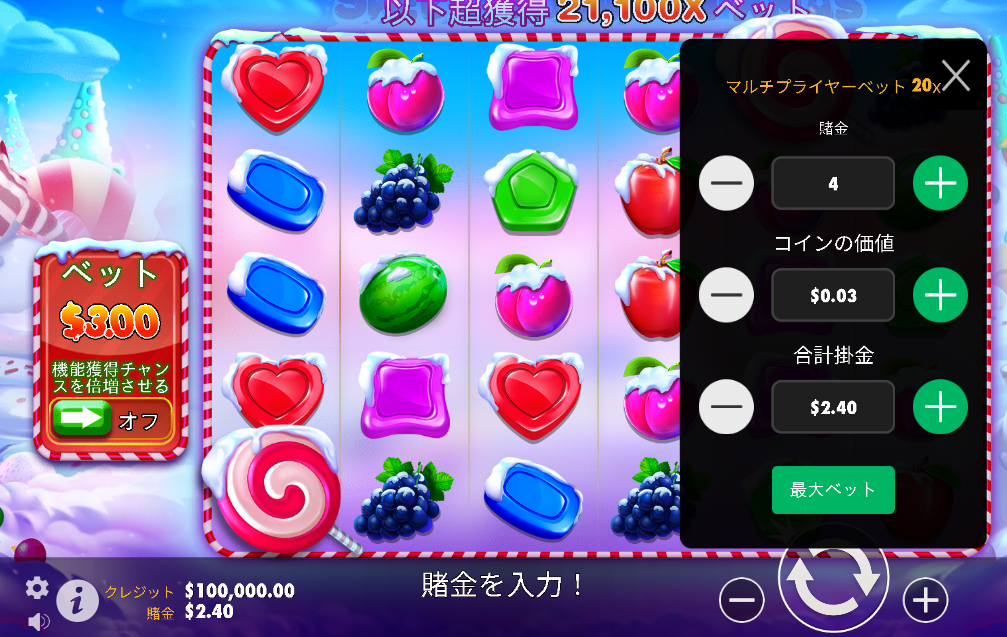 以下超獲得 21,100X ベット
マルチプライヤーベット 20x
賭金
4
コインの価値
$0.03
合計掛金
$2.40
最大ベット
ベット
$3.00
機能獲得チャン
スを倍増させる
オフ
クレジット $100,000.00
賭金 $2.40
賭金を入力！